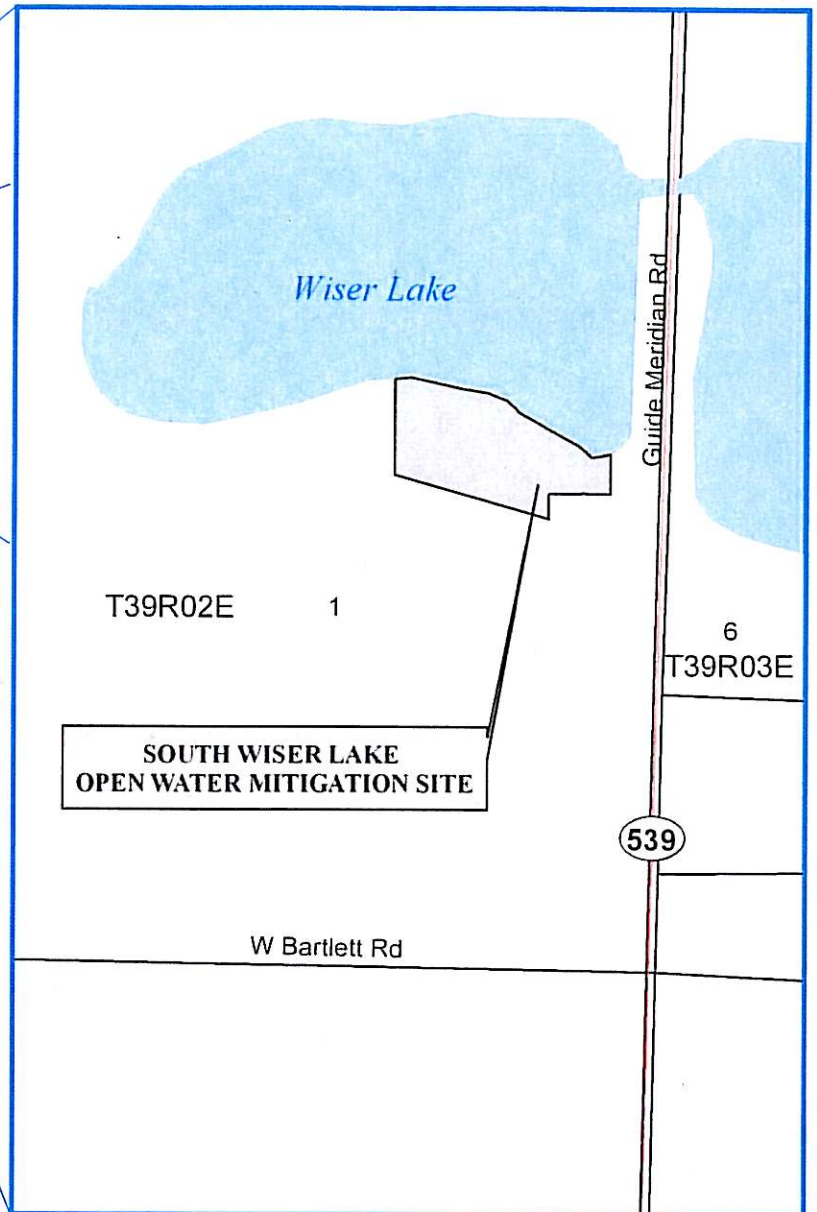 Wiser Lake
Guide Meridian Rd
T39R02E 1
6
T39R03E
SOUTH WISER LAKE
OPEN WATER MITIGATION SITE
539
W Bartlett Rd